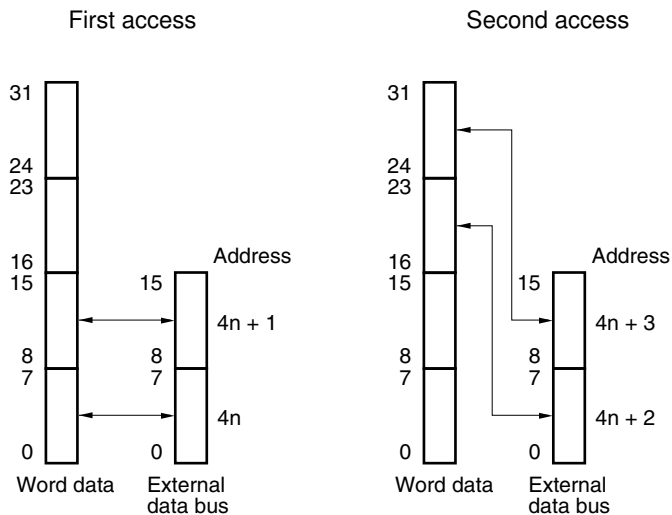 First access
31
24
23
16
15
8
7
0
Word data
15
8
7
0
External
data bus
Address
4n + 1
4n
Second access
31
24
23
16
15
8
7
0
Word data
15
8
7
0
External
data bus
Address
4n + 3
4n + 2